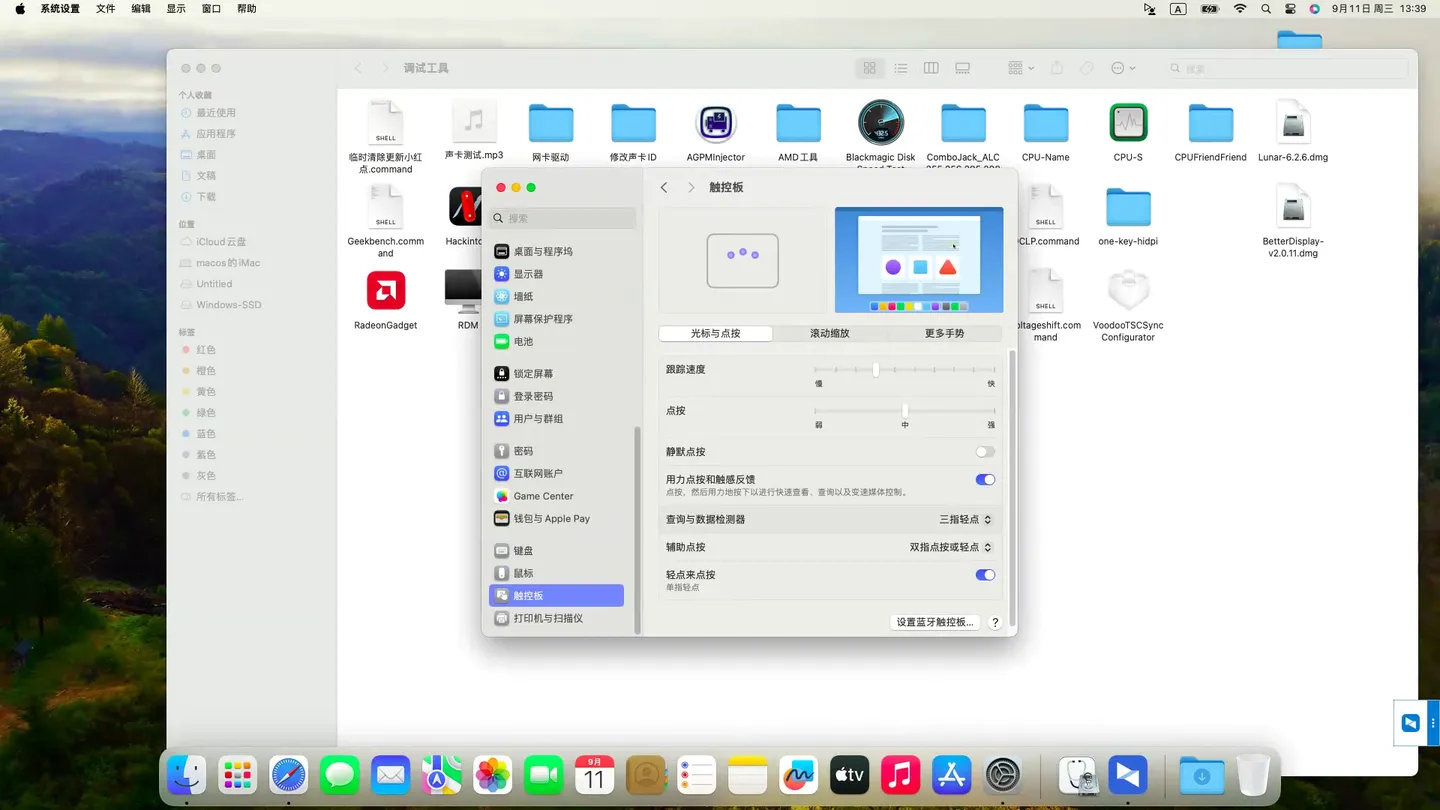 系统设置 文件 编辑 显示 窗口 帮助
A
9月11日 周三 13:39
调试工具
搜索
个人收藏
最近使用
应用程序
桌面
文稿
下载
位置
iCloud 云盘
macos的iMac
Untitled
Windows-SSD
标签
红色
橙色
黄色
绿色
蓝色
紫色
灰色
所有标签...
SHELL
临时清除更新小红
点.command
声卡测试.mp3
网卡驱动
修改声卡ID
AGPMInjector
AMD工具
Blackmagic Disk
ComboJack_ALC
CPU-Name
CPU-S
CPUFriendFriend
Lunar-6.2.6.dmg
SHELL
Geekbench.comm
and
Hackint
SHELL
CLP.command
one-key-hidpi
BetterDisplay-
v2.0.11.dmg
RadeonGadget
RDM
SHELL
oltageshift.com
mand
VoodooTSCSync
Configurator
搜索
桌面与程序坞
显示器
墙纸
屏幕保护程序
电池
锁定屏幕
登录密码
用户与群组
密码
互联网账户
Game Center
钱包与 Apple Pay
键盘
鼠标
触控板
打印机与扫描仪
触控板
光标与点按 滚动缩放 更多手势
跟踪速度
慢 快
点按
弱 中 强
静默点按
用力点按和触感反馈
点按，然后用力地按下以进行快速查看、查询以及变速媒体控制。
查询与数据检测器 三指轻点
辅助点按 双指点按或轻点
轻点来点按
单指轻点
设置蓝牙触控板... ?
9月
11
tv